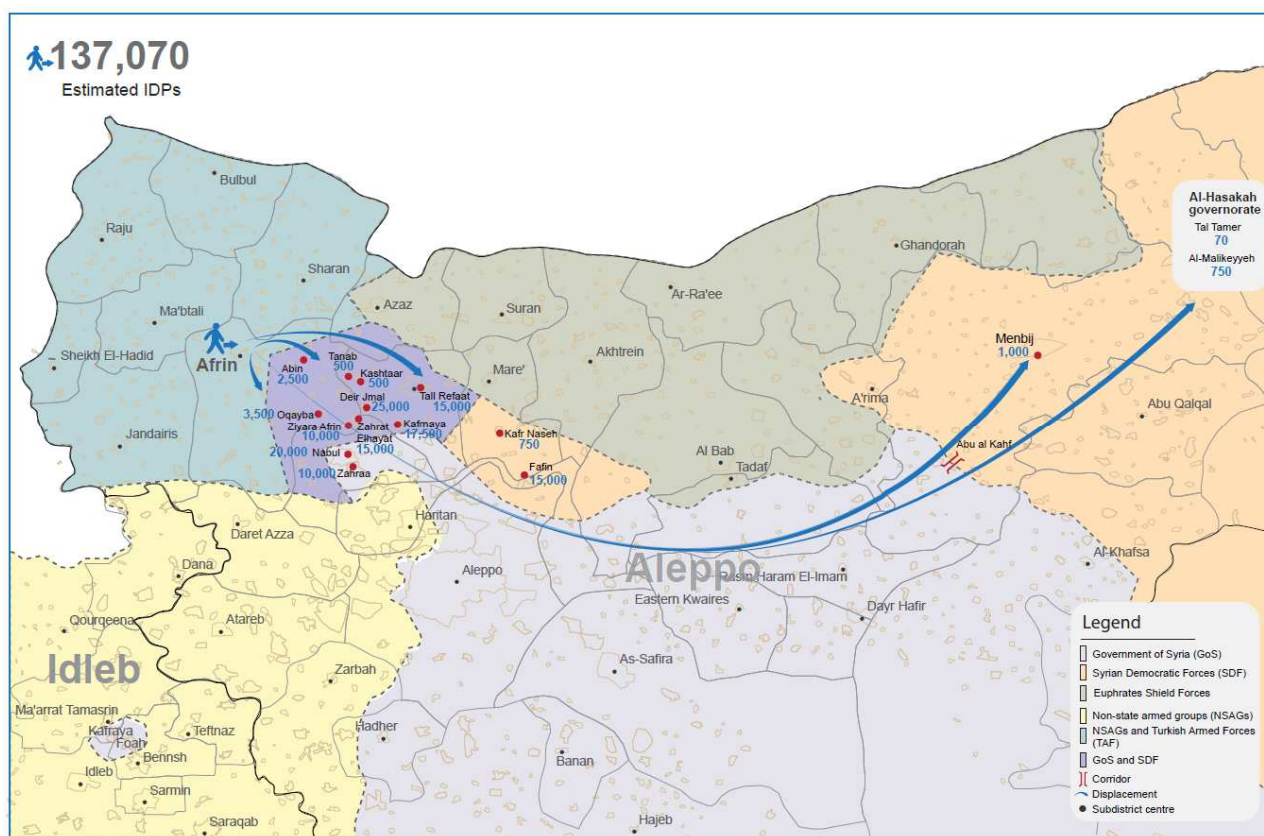 137,070
Estimated IDPs
Bulbul
Raju
Sharan
Ma'btali
Azaz
Suran
Ar-Ra'ee
Ghandorah
Al-Hasakah
governorate
Tal Tamer
70
Al-Malikeyyeh
750
Sheikh El-Hadid
Afrin
Abin
2,500
Tanab
500
Kashtaar
500
Mare'
Akhtrein
Menbij
1,000
Deir Jmal
25,000
Tall Refaat
15,000
A'rima
Abu Qalqal
3,500
Oqayba
Ziyara Afrin
10,000
Zahrat
Elhayat
15,000
Kafrnaya
17,500
Kafr Naseh
750
Jandairis
20,000
Nabul
10,000
Zahraa
Fafin
15,000
Al Bab
Tadaf
Abu al Kahf
Daret Azza
Haritan
Dana
Aleppo
Aleppo
Rasm Haram El-Imam
Al-Khafsa
Qourqeena
Atareb
Eastern Kwaires
Dayr Hafir
Idleb
As-Safira
Zarbah
Ma'arrat Tamasrin
Kafraya
Foah
Teftnaz
Hadher
Bennsh
Banan
Idleb
Sarmin
Saraqab
Hajeb
Legend
Government of Syria (GoS)
Syrian Democratic Forces (SDF)
Euphrates Shield Forces
Non-state armed groups (NSAGs)
NSAGs and Turkish Armed Forces
(TAF)
GoS and SDF
Corridor
Displacement
Subdistrict centre